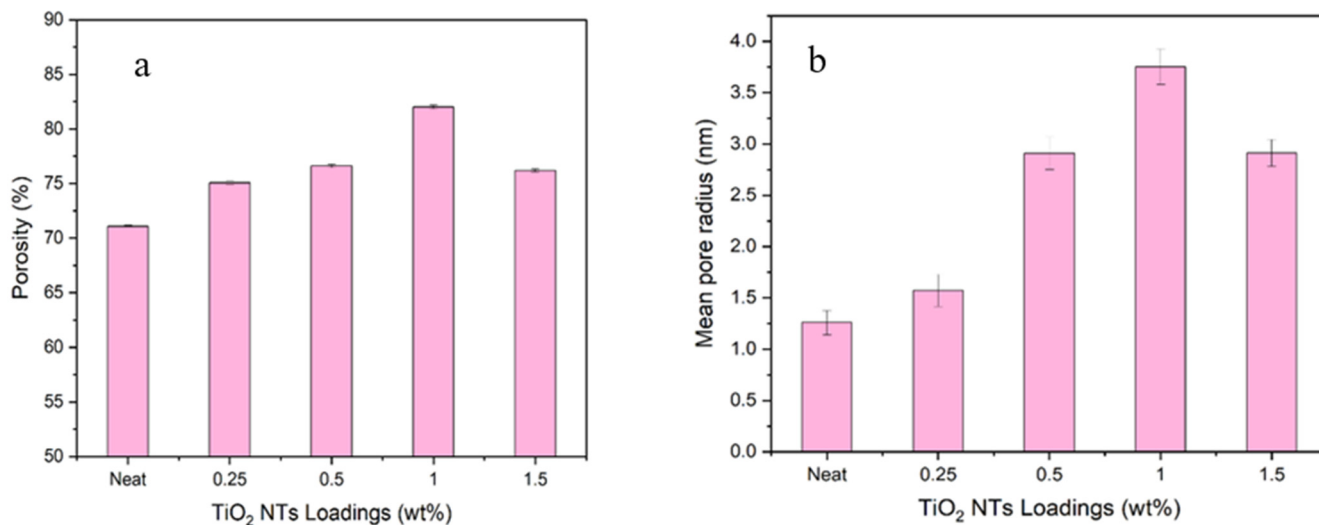 a
90
85
80
75
70
65
60
55
50
Porosity (%)
Neat 0.25 0.5 1 1.5
TiO₂ NTs Loadings (wt%)
b
4.0
3.5
3.0
2.5
2.0
1.5
1.0
0.5
0.0
Mean pore radius (nm)
Neat 0.25 0.5 1 1.5
TiO₂ NTs Loadings (wt%)